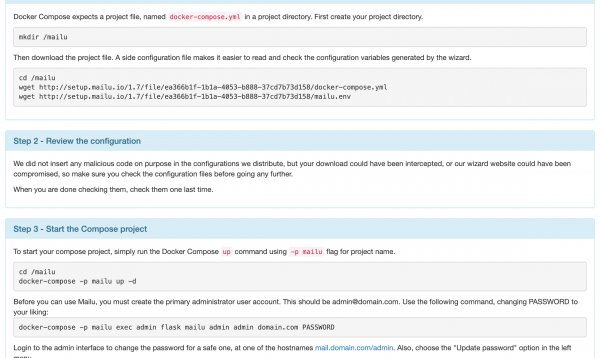 Docker Compose expects a project file, named docker-compose.yml in a project directory. First create your project directory.
mkdir /mailu
Then download the project file. A side configuration file makes it easier to read and check the configuration variables generated by the wizard.
cd /mailu
wget http://setup.mailu.io/1.7/file/ea366b1f-1b1a-4053-b888-37cd7b73d158/docker-compose.yml
wget http://setup.mailu.io/1.7/file/ea366b1f-1b1a-4053-b888-37cd7b73d158/mailu.env
Step 2 - Review the configuration
We did not insert any malicious code on purpose in the configurations we distribute, but your download could have been intercepted, or our wizard website could have been
compromised, so make sure you check the configuration files before going any further.
When you are done checking them, check them one last time.
Step 3 - Start the Compose project
To start your compose project, simply run the Docker Compose up command using -p mailu flag for project name.
cd /mailu
docker-compose -p mailu up -d
Before you can use Mailu, you must create the primary administrator user account. This should be admin@domain.com. Use the following command, changing PASSWORD to
your liking:
docker-compose -p mailu exec admin flask mailu admin admin domain.com PASSWORD
Login to the admin interface to change the password for a safe one, at one of the hostnames mail.domain.com/admin. Also, choose the "Update password" option in the left